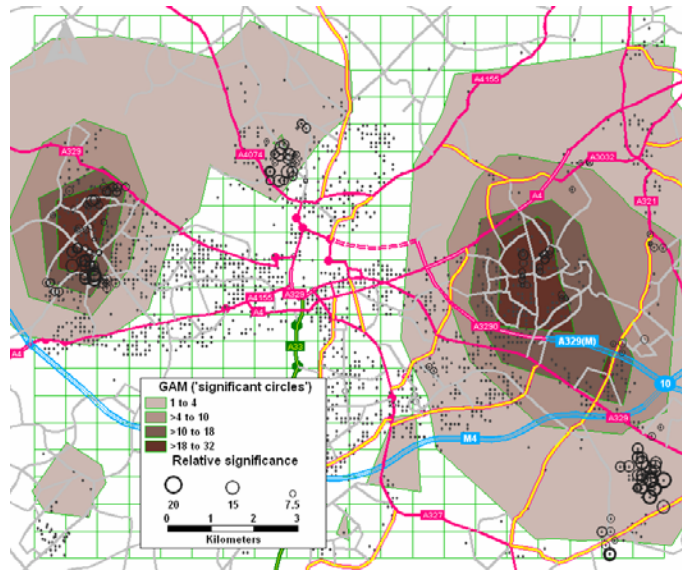 A4155
A329
A4074
A3032
A4
A321
A4155
A329
A4
A33
A3290
A329(M)
A4
10
A329
M4
A327
GAM ('significant circles')
1 to 4
>4 to 10
>10 to 18
>18 to 32
Relative significance
20 15 7.5
0 1 2 3
Kilometers